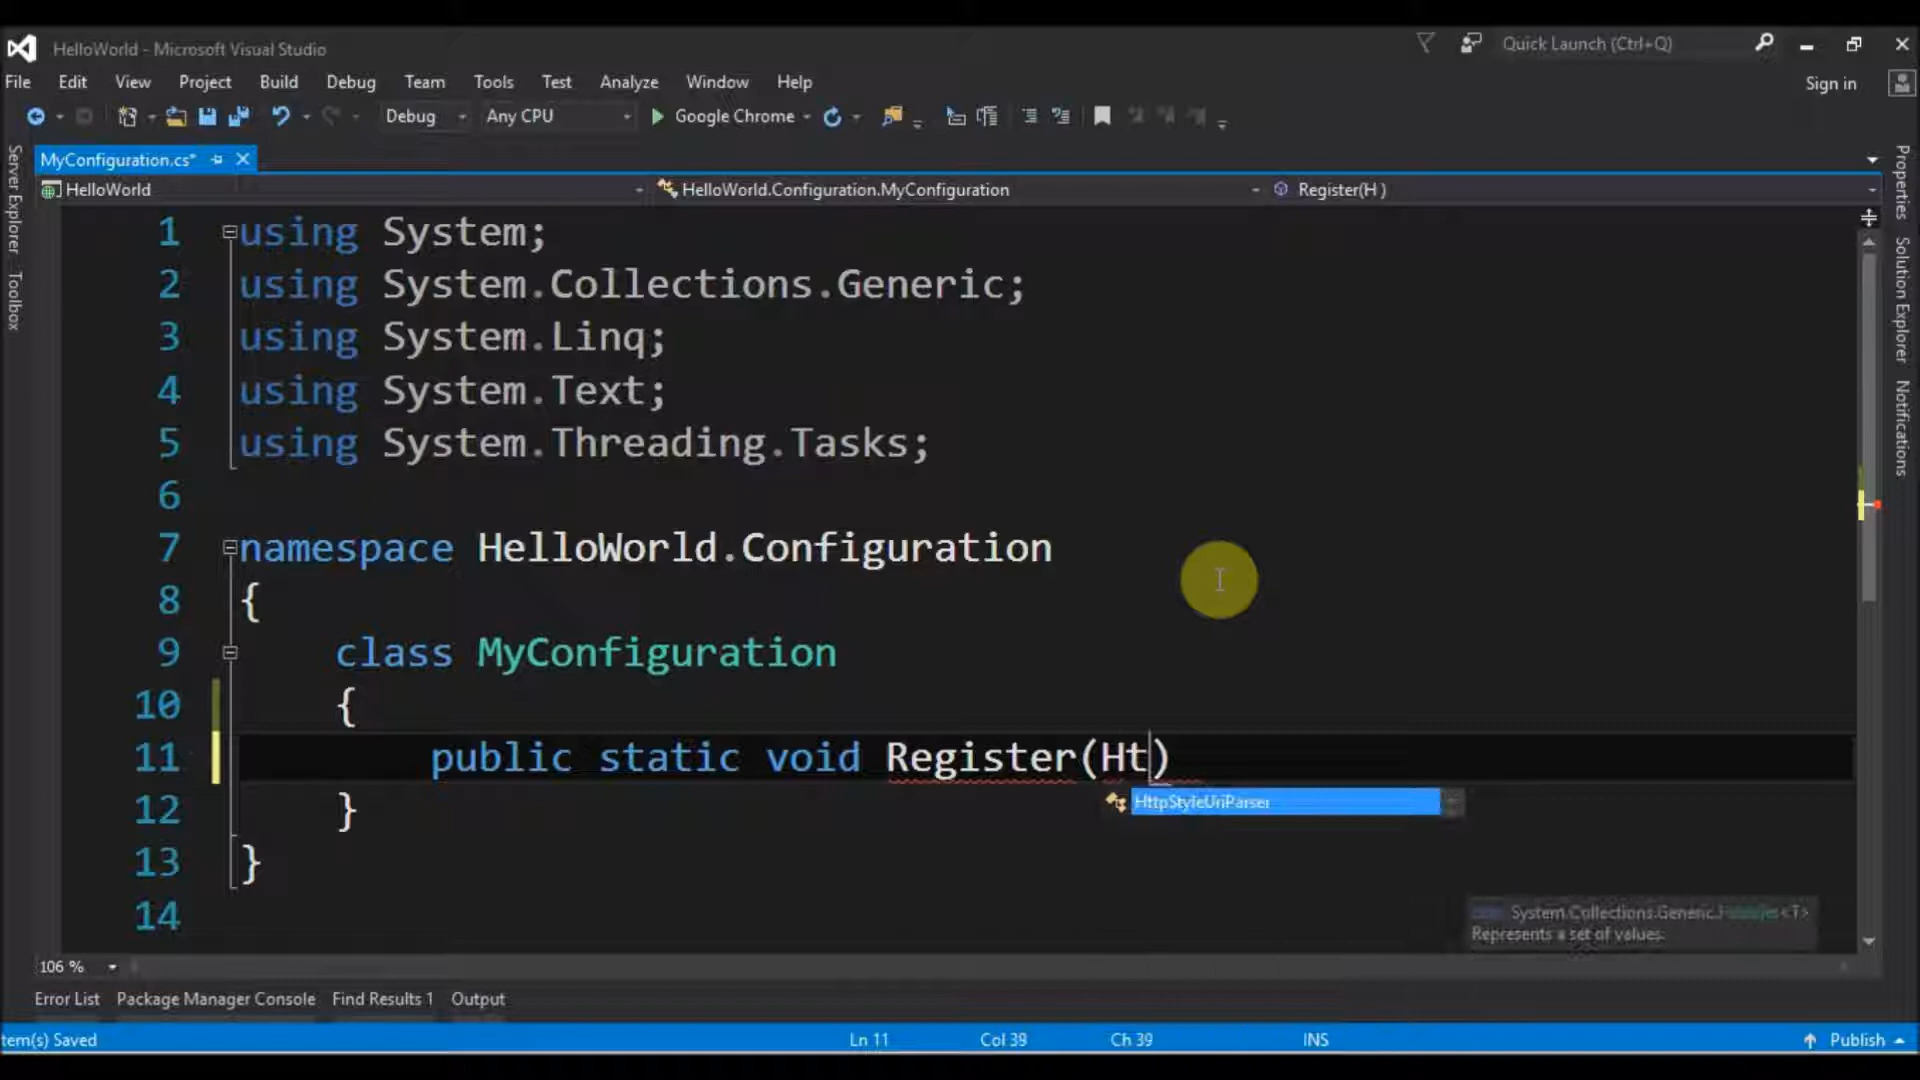 HelloWorld - Microsoft Visual Studio
Quick Launch (Ctrl+Q)
File Edit View Project Build Debug Team Tools Test Analyze Window Help
Sign in
Debug Any CPU Google Chrome
MyConfiguration.cs*
HelloWorld HelloWorld.Configuration.MyConfiguration Register(H )
Server Explorer
Toolbox
Properties
Solution Explorer
Notifications
1 using System;
2 using System.Collections.Generic;
3 using System.Linq;
4 using System.Text;
5 using System.Threading.Tasks;
6
7 namespace HelloWorld.Configuration
8 {
9 class MyConfiguration
10 {
11 public static void Register(Ht)
HttpStyleUriParser
12 }
13 }
14
System.Collections.Generic. <T>
Represents a set of values.
106 %
Error List Package Manager Console Find Results 1 Output
tem(s) Saved Ln 11 Col 39 Ch 39 INS Publish